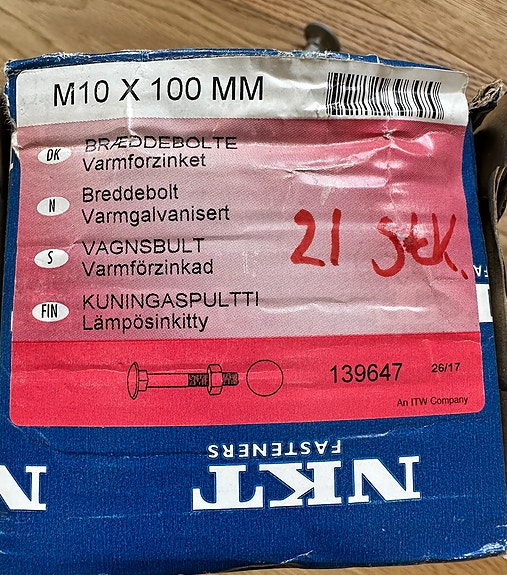 M10 X 100 MM
DK BRÆDDEBOLTE
Varmforzinket
N Breddebolt
Varmgalvanisert
21 Stk.
S VAGNSBULT
Varmförzinkad
FIN KUNINGASPULTTI
Lämpösinkitty
139647 26/17
An ITW Company
NKT
FASTENERS